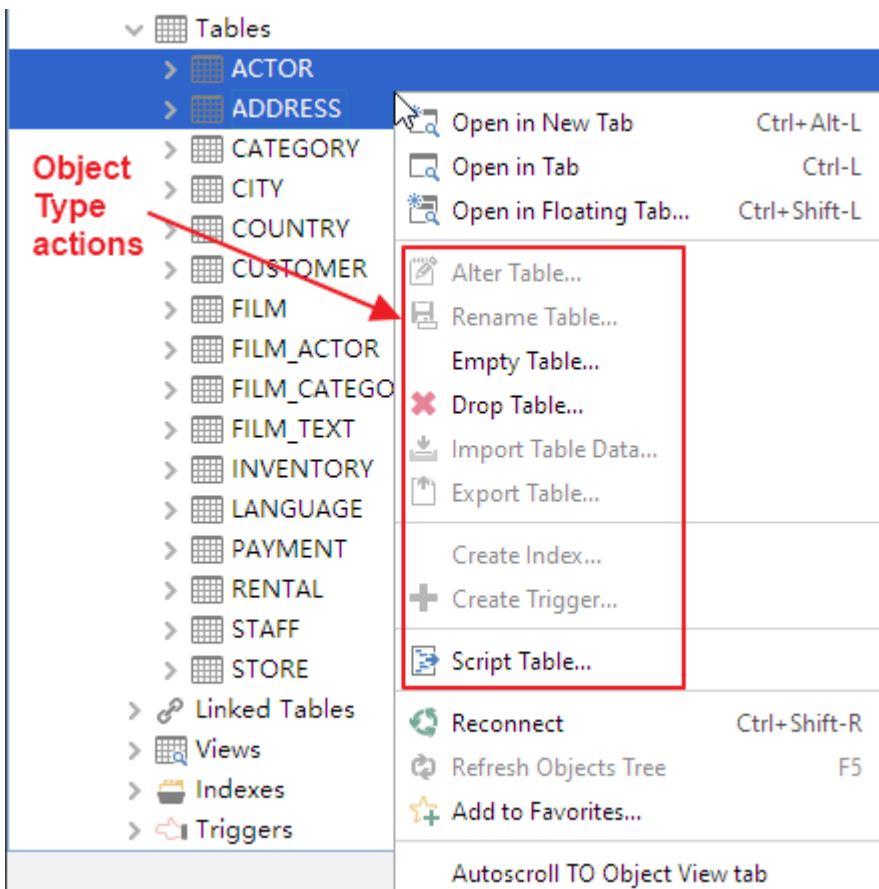 Tables
ACTOR
ADDRESS
CATEGORY
CITY
COUNTRY
CUSTOMER
FILM
FILM_ACTOR
FILM_CATEGO
FILM_TEXT
INVENTORY
LANGUAGE
PAYMENT
RENTAL
STAFF
STORE
Linked Tables
Views
Indexes
Triggers
Object
Type
actions
Open in New Tab Ctrl+Alt-L
Open in Tab Ctrl-L
Open in Floating Tab... Ctrl+Shift-L
Alter Table...
Rename Table...
Empty Table...
Drop Table...
Import Table Data...
Export Table...
Create Index...
Create Trigger...
Script Table...
Reconnect Ctrl+Shift-R
Refresh Objects Tree F5
Add to Favorites...
Autoscroll TO Object View tab